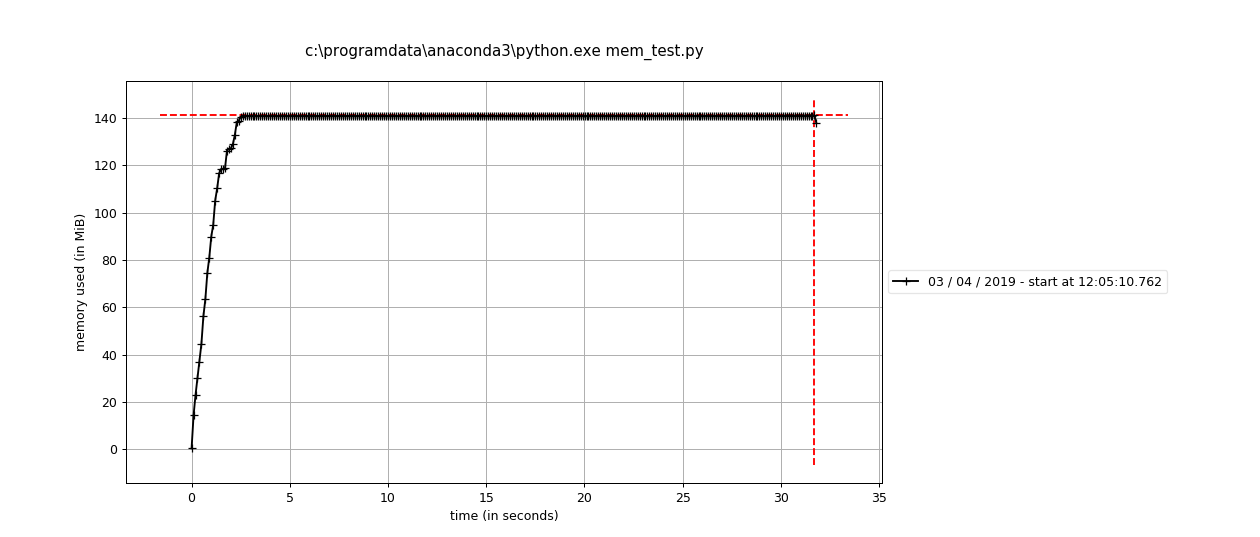 c:\programdata\anaconda3\python.exe mem_test.py
memory used (in MiB)
140
120
100
80
60
40
20
0
0 5 10 15 20 25 30 35
time (in seconds)
03 / 04 / 2019 - start at 12:05:10.762